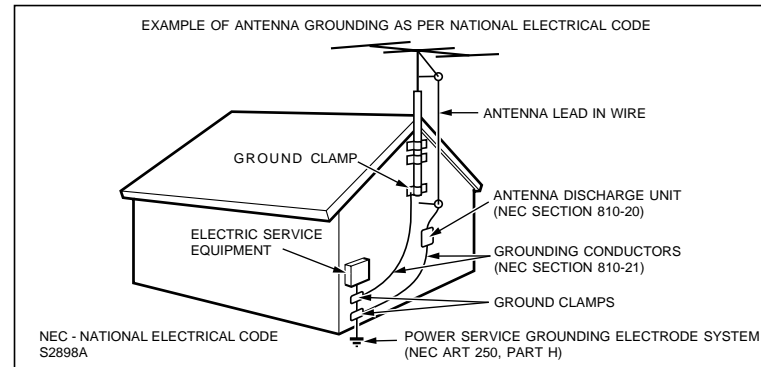 EXAMPLE OF ANTENNA GROUNDING AS PER NATIONAL ELECTRICAL CODE
ANTENNA LEAD IN WIRE
GROUND CLAMP
ANTENNA DISCHARGE UNIT
(NEC SECTION 810-20)
ELECTRIC SERVICE
EQUIPMENT
GROUNDING CONDUCTORS
(NEC SECTION 810-21)
GROUND CLAMPS
NEC - NATIONAL ELECTRICAL CODE
S2898A
POWER SERVICE GROUNDING ELECTRODE SYSTEM
(NEC ART 250, PART H)